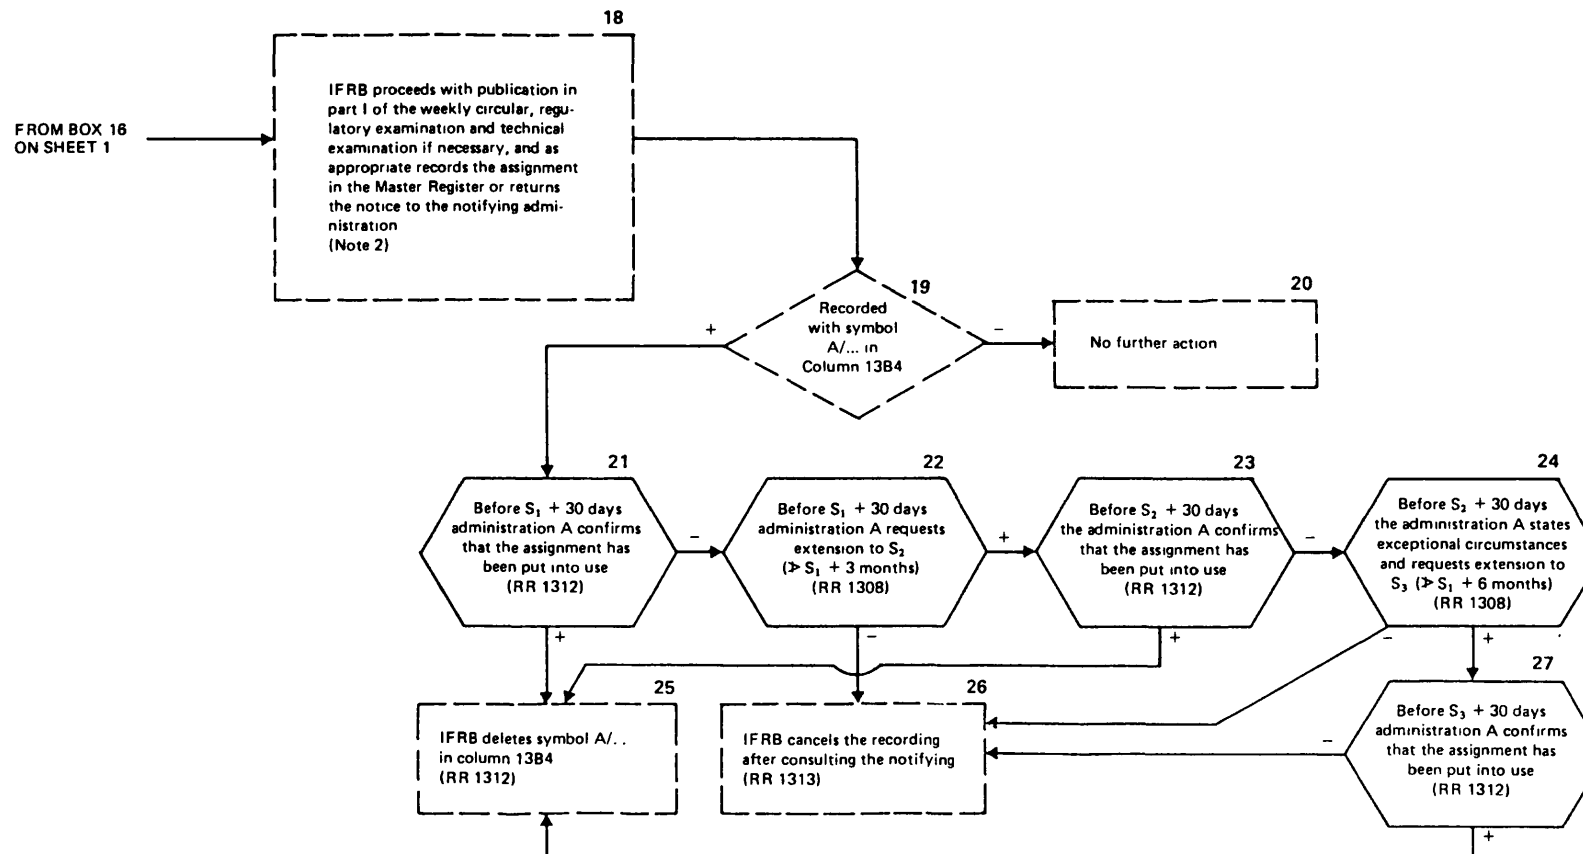 18
IFRB proceeds with publication in
part I of the weekly circular, regu-
latory examination and technical
examination if necessary, and as
appropriate records the assignment
in the Master Register or returns
the notice to the notifying admi-
nistration
(Note 2)
FROM BOX 16
ON SHEET 1
19
Recorded
with symbol
A/... in
Column 13B4
+
−
20
No further action
21
Before S₁ + 30 days
administration A confirms
that the assignment has
been put into use
(RR 1312)
−
+
22
Before S₁ + 30 days
administration A requests
extension to S₂
(≯ S₁ + 3 months)
(RR 1308)
+
−
23
Before S₂ + 30 days
the administration A confirms
that the assignment has
been put into use
(RR 1312)
−
+
24
Before S₂ + 30 days
the administration A states
exceptional circumstances
and requests extension to
S₃ (≯ S₁ + 6 months)
(RR 1308)
−
+
25
IFRB deletes symbol A/..
in column 13B4
(RR 1312)
26
IFRB cancels the recording
after consulting the notifying
(RR 1313)
27
Before S₃ + 30 days
administration A confirms
that the assignment has
been put into use
(RR 1312)
−
+